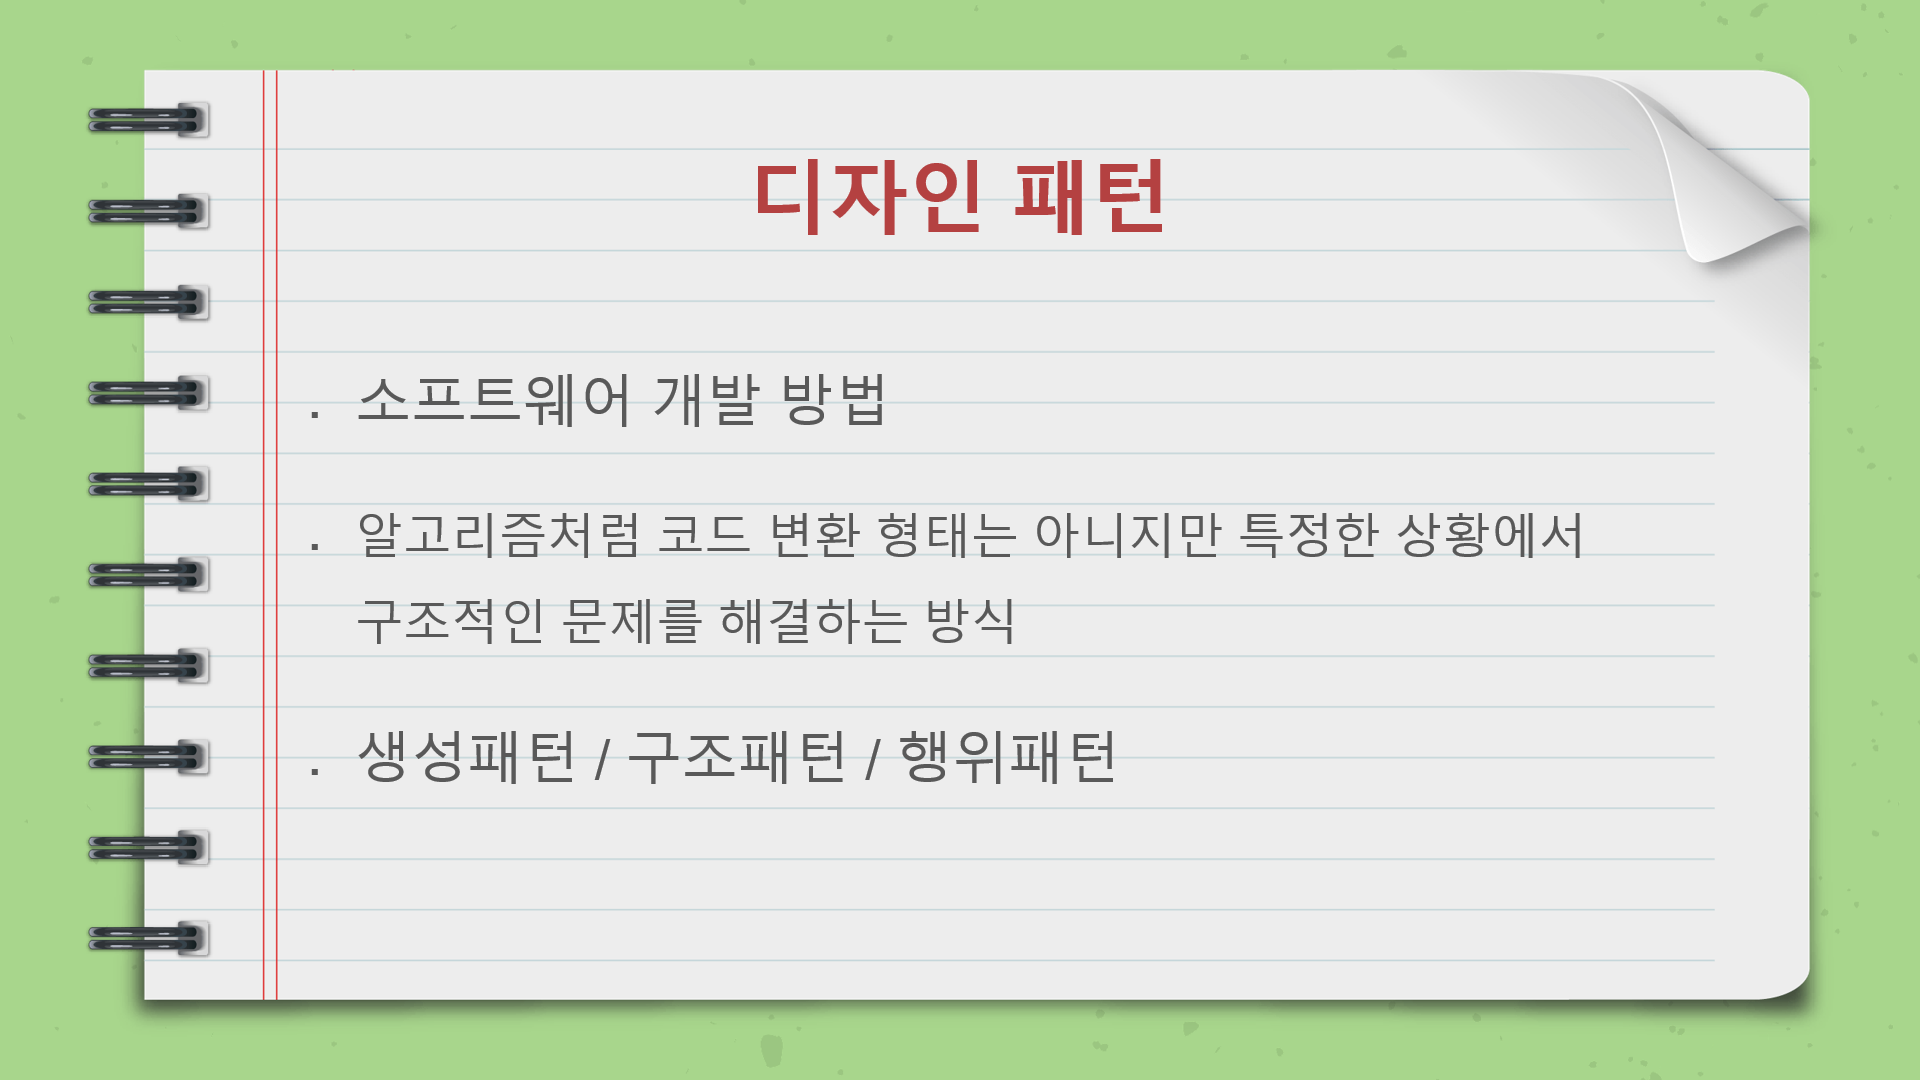 디자인 패턴
. 소프트웨어 개발 방법
. 알고리즘처럼 코드 변환 형태는 아니지만 특정한 상황에서
구조적인 문제를 해결하는 방식
. 생성패턴 / 구조패턴 / 행위패턴